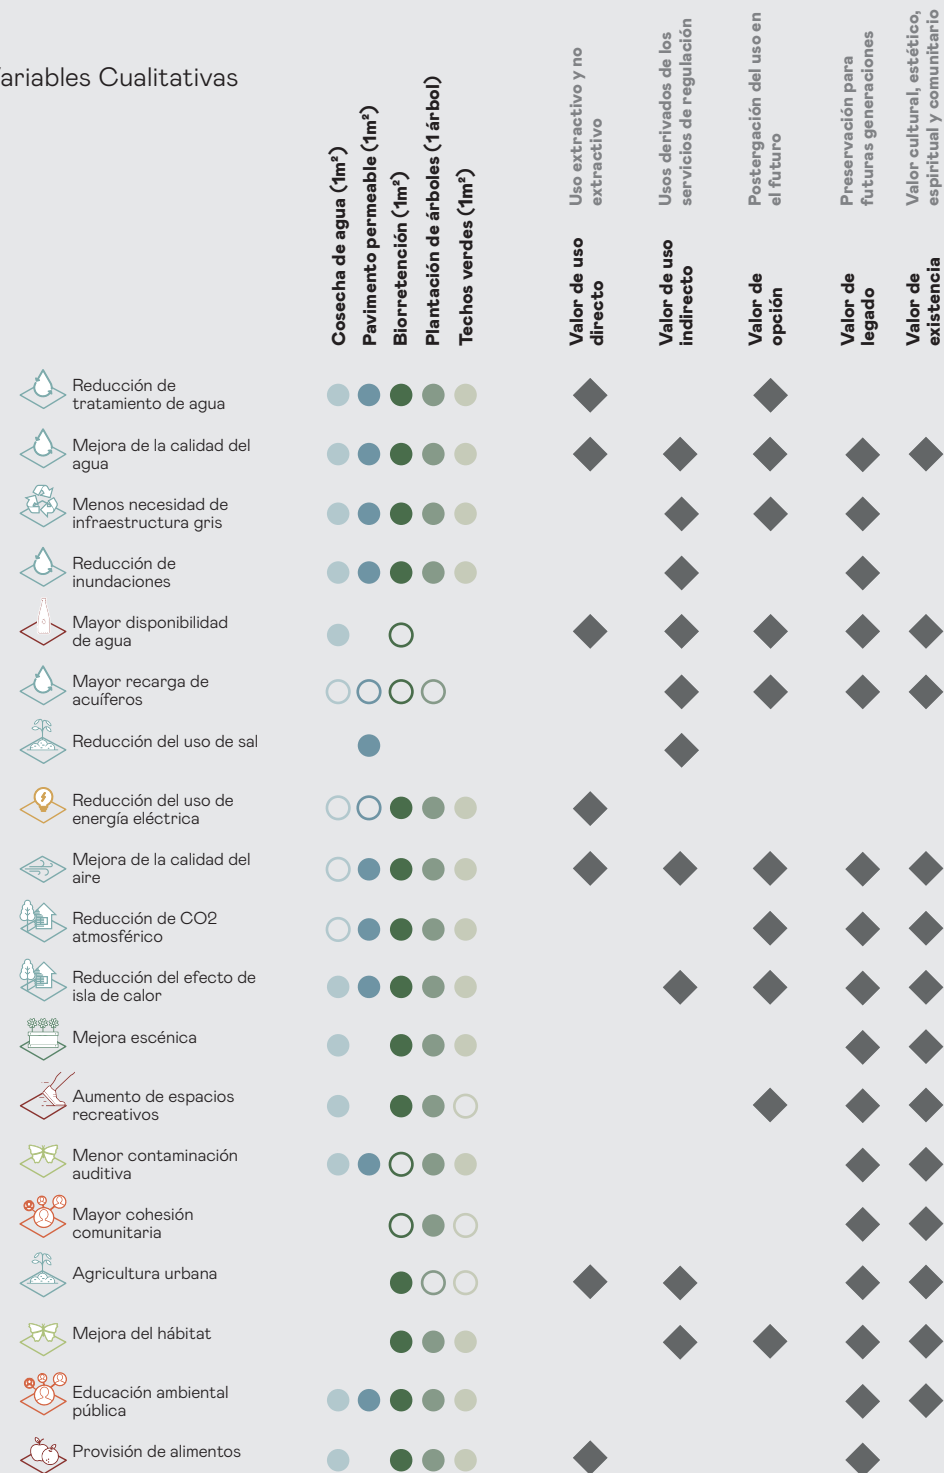 Variables Cualitativas
Cosecha de agua (1m²)
Pavimento permeable (1m²)
Biorretención (1m²)
Plantación de árboles (1 árbol)
Techos verdes (1m²)
Uso extractivo y no
extractivo
Valor de uso
directo
Usos derivados de los
servicios de regulación
Valor de uso
indirecto
Postergación del uso en
el futuro
Valor de
opción
Preservación para
futuras generaciones
Valor de
legado
Valor cultural, estético,
espiritual y comunitario
Valor de
existencia
Reducción de
tratamiento de agua
Mejora de la calidad del
agua
Menos necesidad de
infraestructura gris
Reducción de
inundaciones
Mayor disponibilidad
de agua
Mayor recarga de
acuíferos
Reducción del uso de sal
Reducción del uso de
energía eléctrica
Mejora de la calidad del
aire
Reducción de CO2
atmosférico
Reducción del efecto de
isla de calor
Mejora escénica
Aumento de espacios
recreativos
Menor contaminación
auditiva
Mayor cohesión
comunitaria
Agricultura urbana
Mejora del hábitat
Educación ambiental
pública
Provisión de alimentos